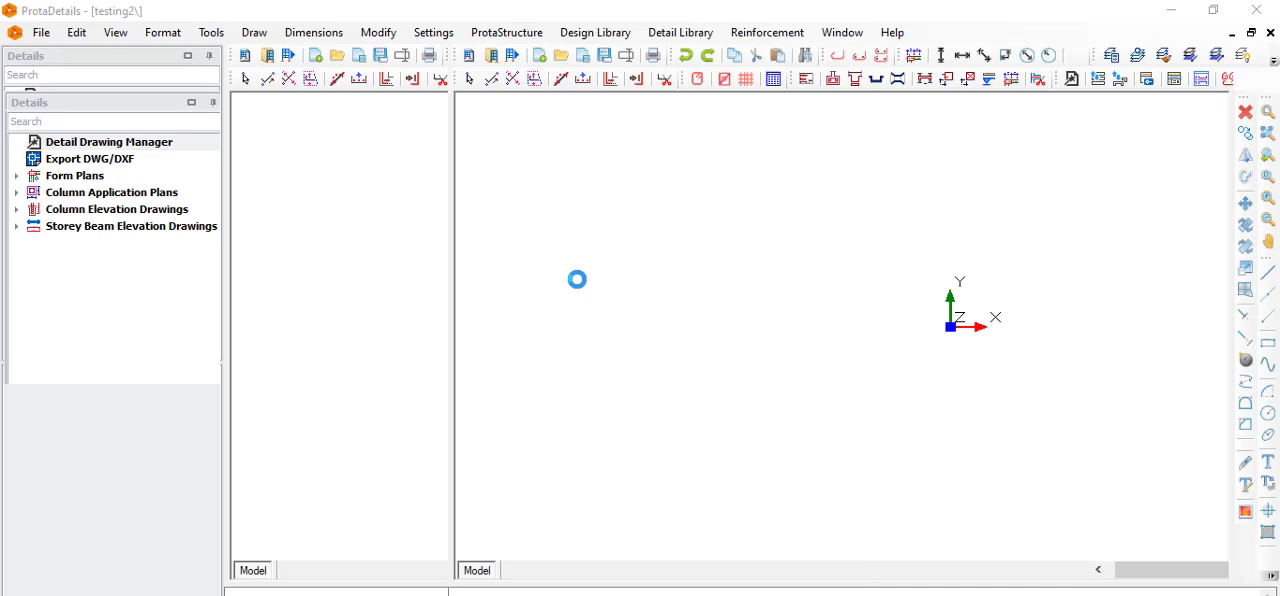 ProtaDetails - [testing2\]
File Edit View Format Tools Draw Dimensions Modify Settings ProtaStructure Design Library Detail Library Reinforcement Window Help
Details
Search
Details
Search
Detail Drawing Manager
Export DWG/DXF
Form Plans
Column Application Plans
Column Elevation Drawings
Storey Beam Elevation Drawings
Y
Z X
Model
Model